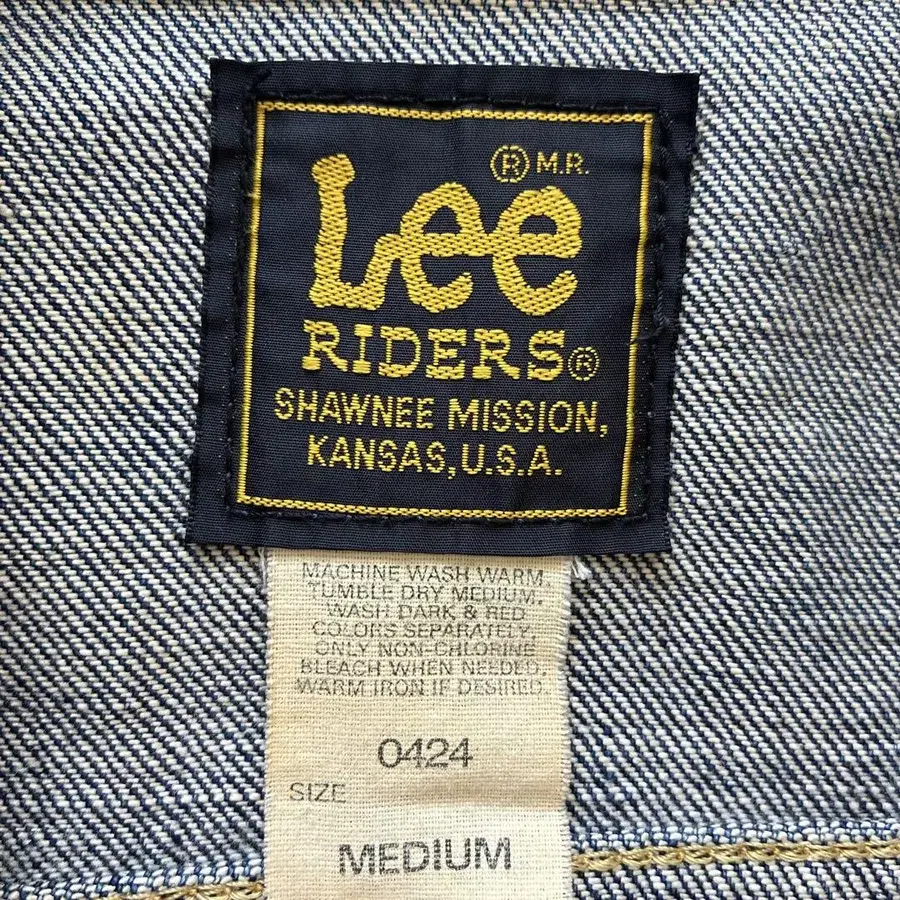 ® M.R.
Lee
RIDERS®
SHAWNEE MISSION,
KANSAS, U.S.A.
MACHINE WASH WARM.
TUMBLE DRY MEDIUM.
WASH DARK & RED
COLORS SEPARATELY.
ONLY NON-CHLORINE
BLEACH WHEN NEEDED.
WARM IRON IF DESIRED.
0424
SIZE
MEDIUM